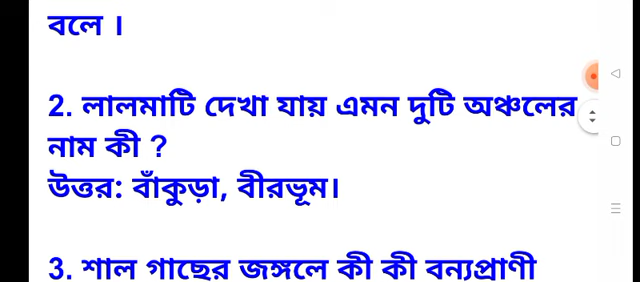 বলে ।
2. লালমাটি দেখা যায় এমন দুটি অঞ্চলের
নাম কী ?
উত্তর: বাঁকুড়া, বীরভূম।
3. শাল গাছের জঙ্গলে কী কী বন্যপ্রাণী